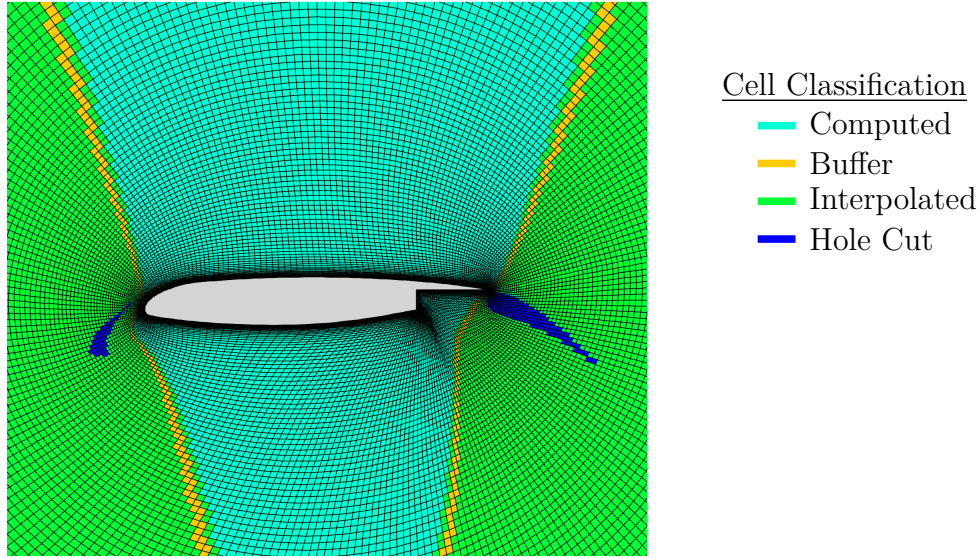 Cell Classification
Computed
Buffer
Interpolated
Hole Cut